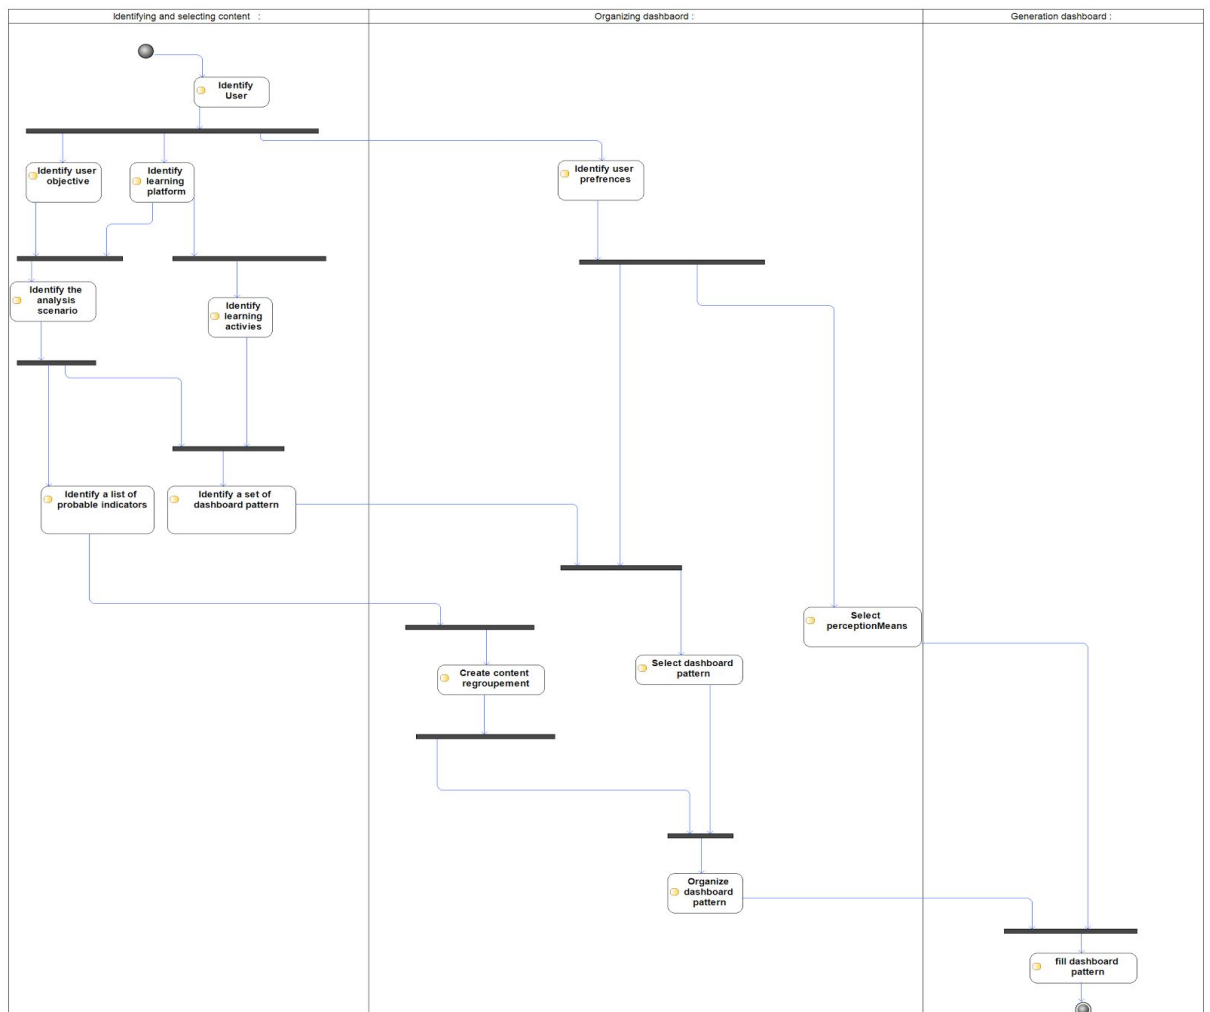 Identifying and selecting content :
Organizing dashbaord :
Generation dashboard :
Identify
User
Identify user
objective
Identify
learning
platform
Identify user
prefrences
Identify the
analysis
scenario
Identify
learning
activies
Identify a list of
probable indicators
Identify a set of
dashboard pattern
Select
perceptionMeans
Create content
regroupement
Select dashboard
pattern
Organize
dashboard
pattern
fill dashboard
pattern